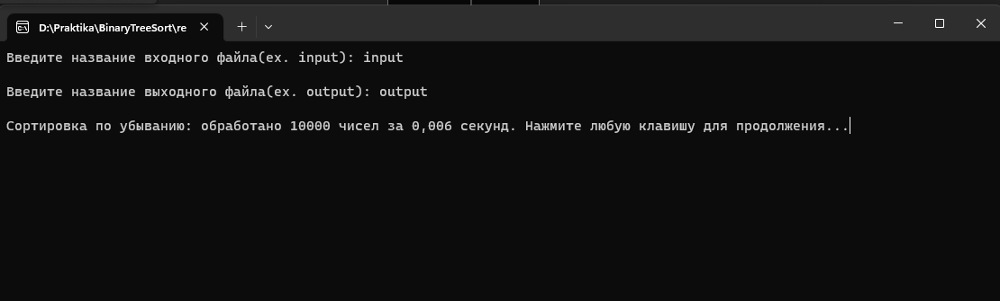 D:\Praktika\BinaryTreeSort\re
Введите название входного файла(ex. input): input
Введите название выходного файла(ex. output): output
Сортировка по убыванию: обработано 10000 чисел за 0,006 секунд. Нажмите любую клавишу для продолжения...